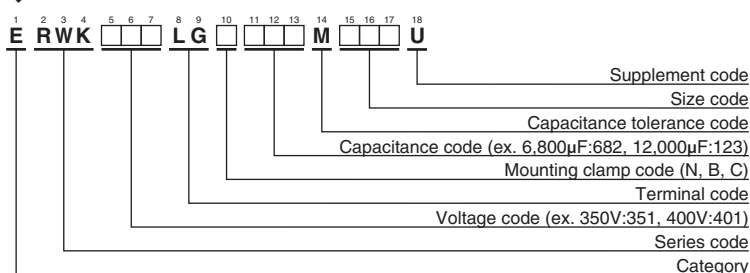 1 2 3 4 5 6 7 8 9 10 11 12 13 14 15 16 17 18
E RWK □□□ LG □ □□□ M □□□ U
Supplement code
Size code
Capacitance tolerance code
Capacitance code (ex. 6,800µF:682, 12,000µF:123)
Mounting clamp code (N, B, C)
Terminal code
Voltage code (ex. 350V:351, 400V:401)
Series code
Category